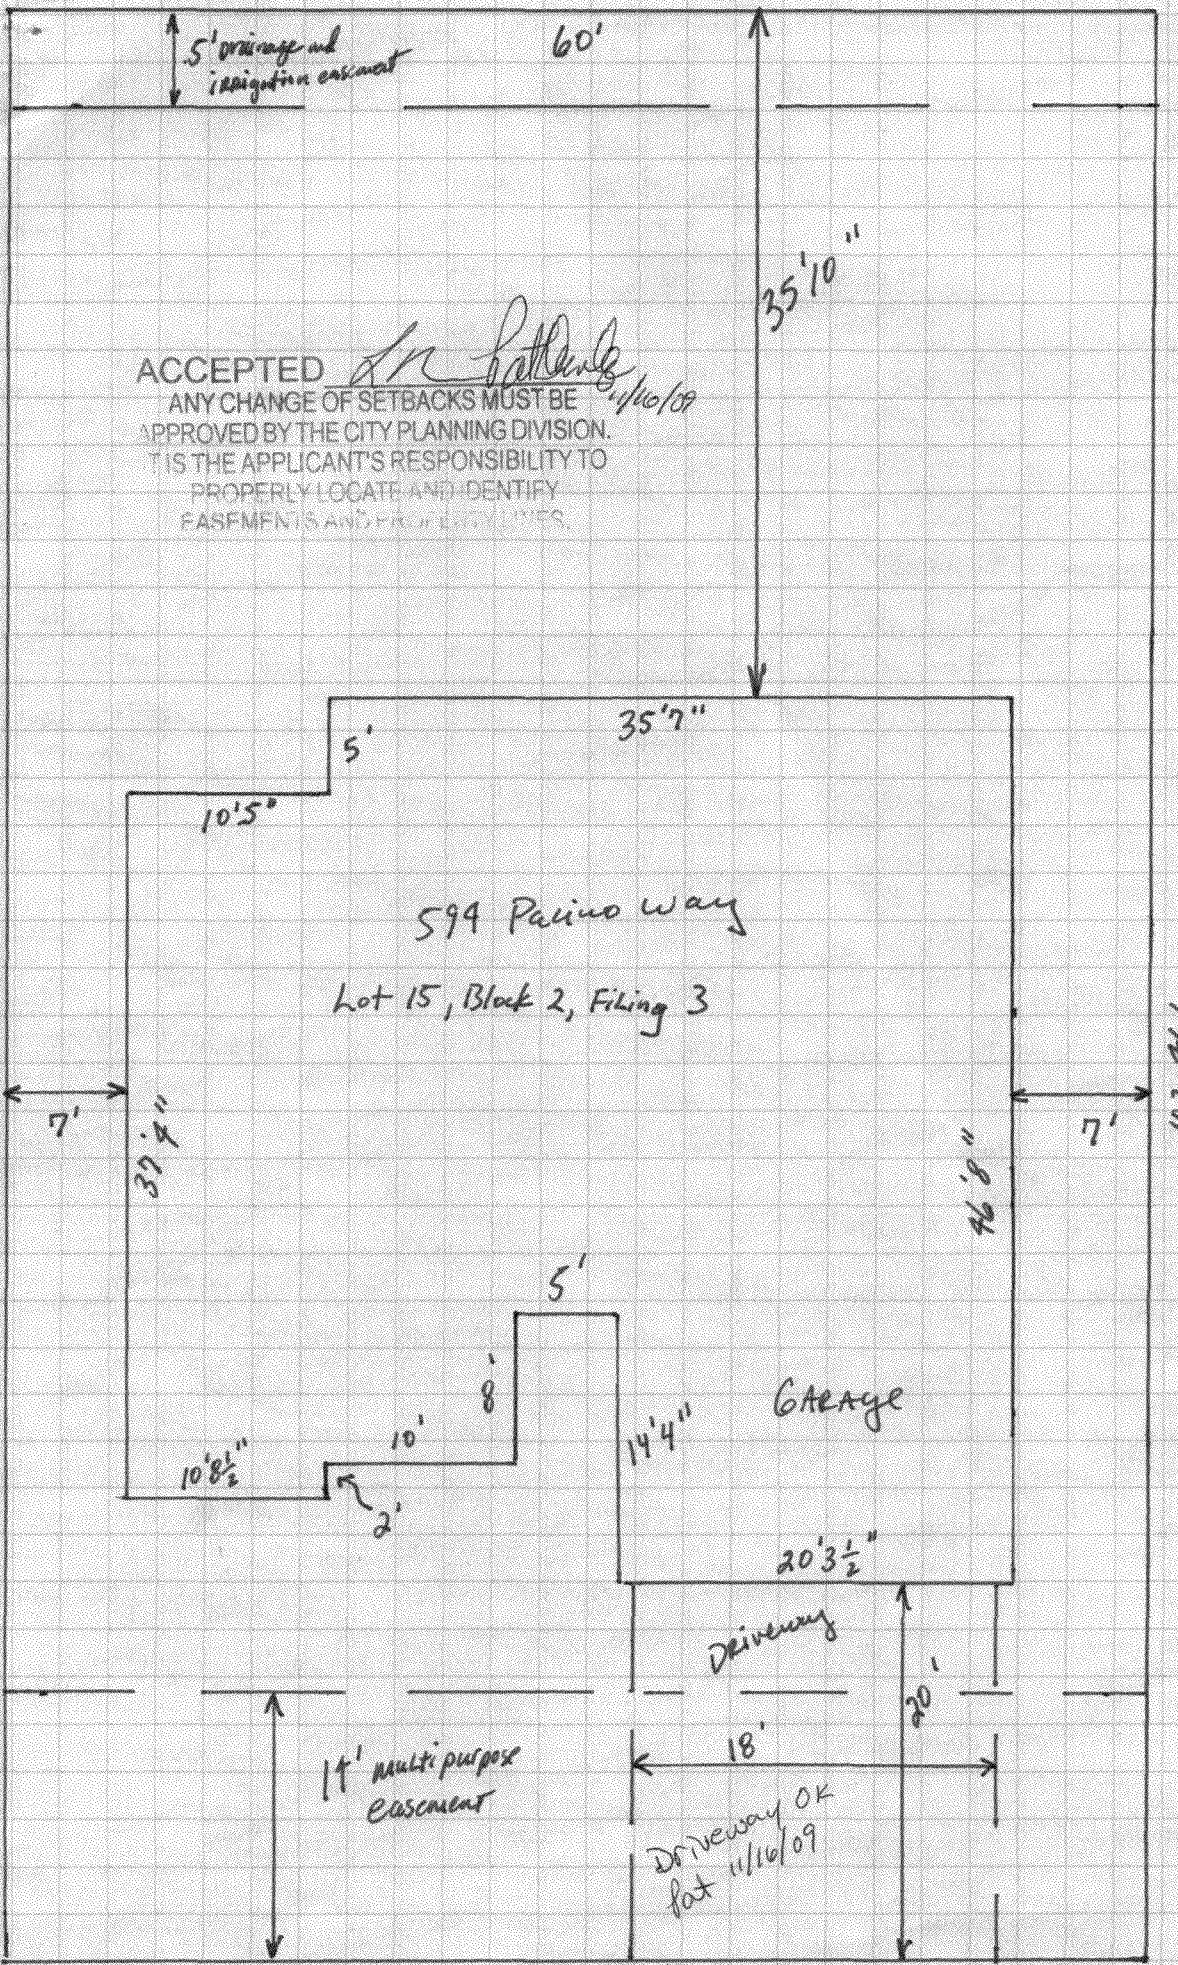 5' Drainage and
irrigation easement
60'
35'10"
ACCEPTED
11/16/09
ANY CHANGE OF SETBACKS MUST BE
APPROVED BY THE CITY PLANNING DIVISION.
T IS THE APPLICANT'S RESPONSIBILITY TO
PROPERLY LOCATE AND IDENTIFY
EASEMENTS AND PROPERTY LINES.
35'7"
5'
10'5"
594 Way
Lot 15, Block 2, Filing 3
7'
37'4"
46'8"
7'
5'
8'
10'
14'4"
GARAge
10'8½"
2'
20'3½"
Driveway
20'
14' multipurpose
easement
18'
Driveway OK
Pat 11/16/09